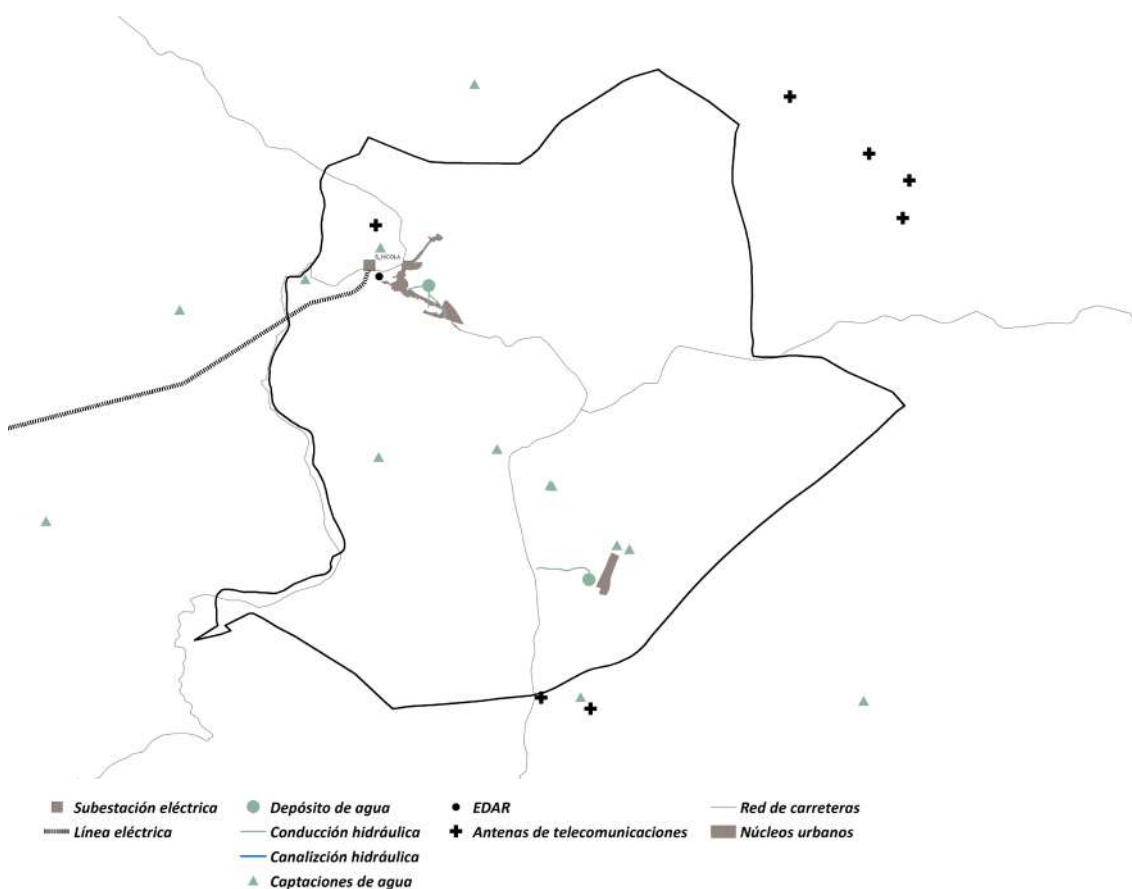 S_NICOLA
Subestación eléctrica
Línea eléctrica
Depósito de agua
Conducción hidráulica
Canalizción hidráulica
Captaciones de agua
EDAR
Antenas de telecomunicaciones
Red de carreteras
Núcleos urbanos